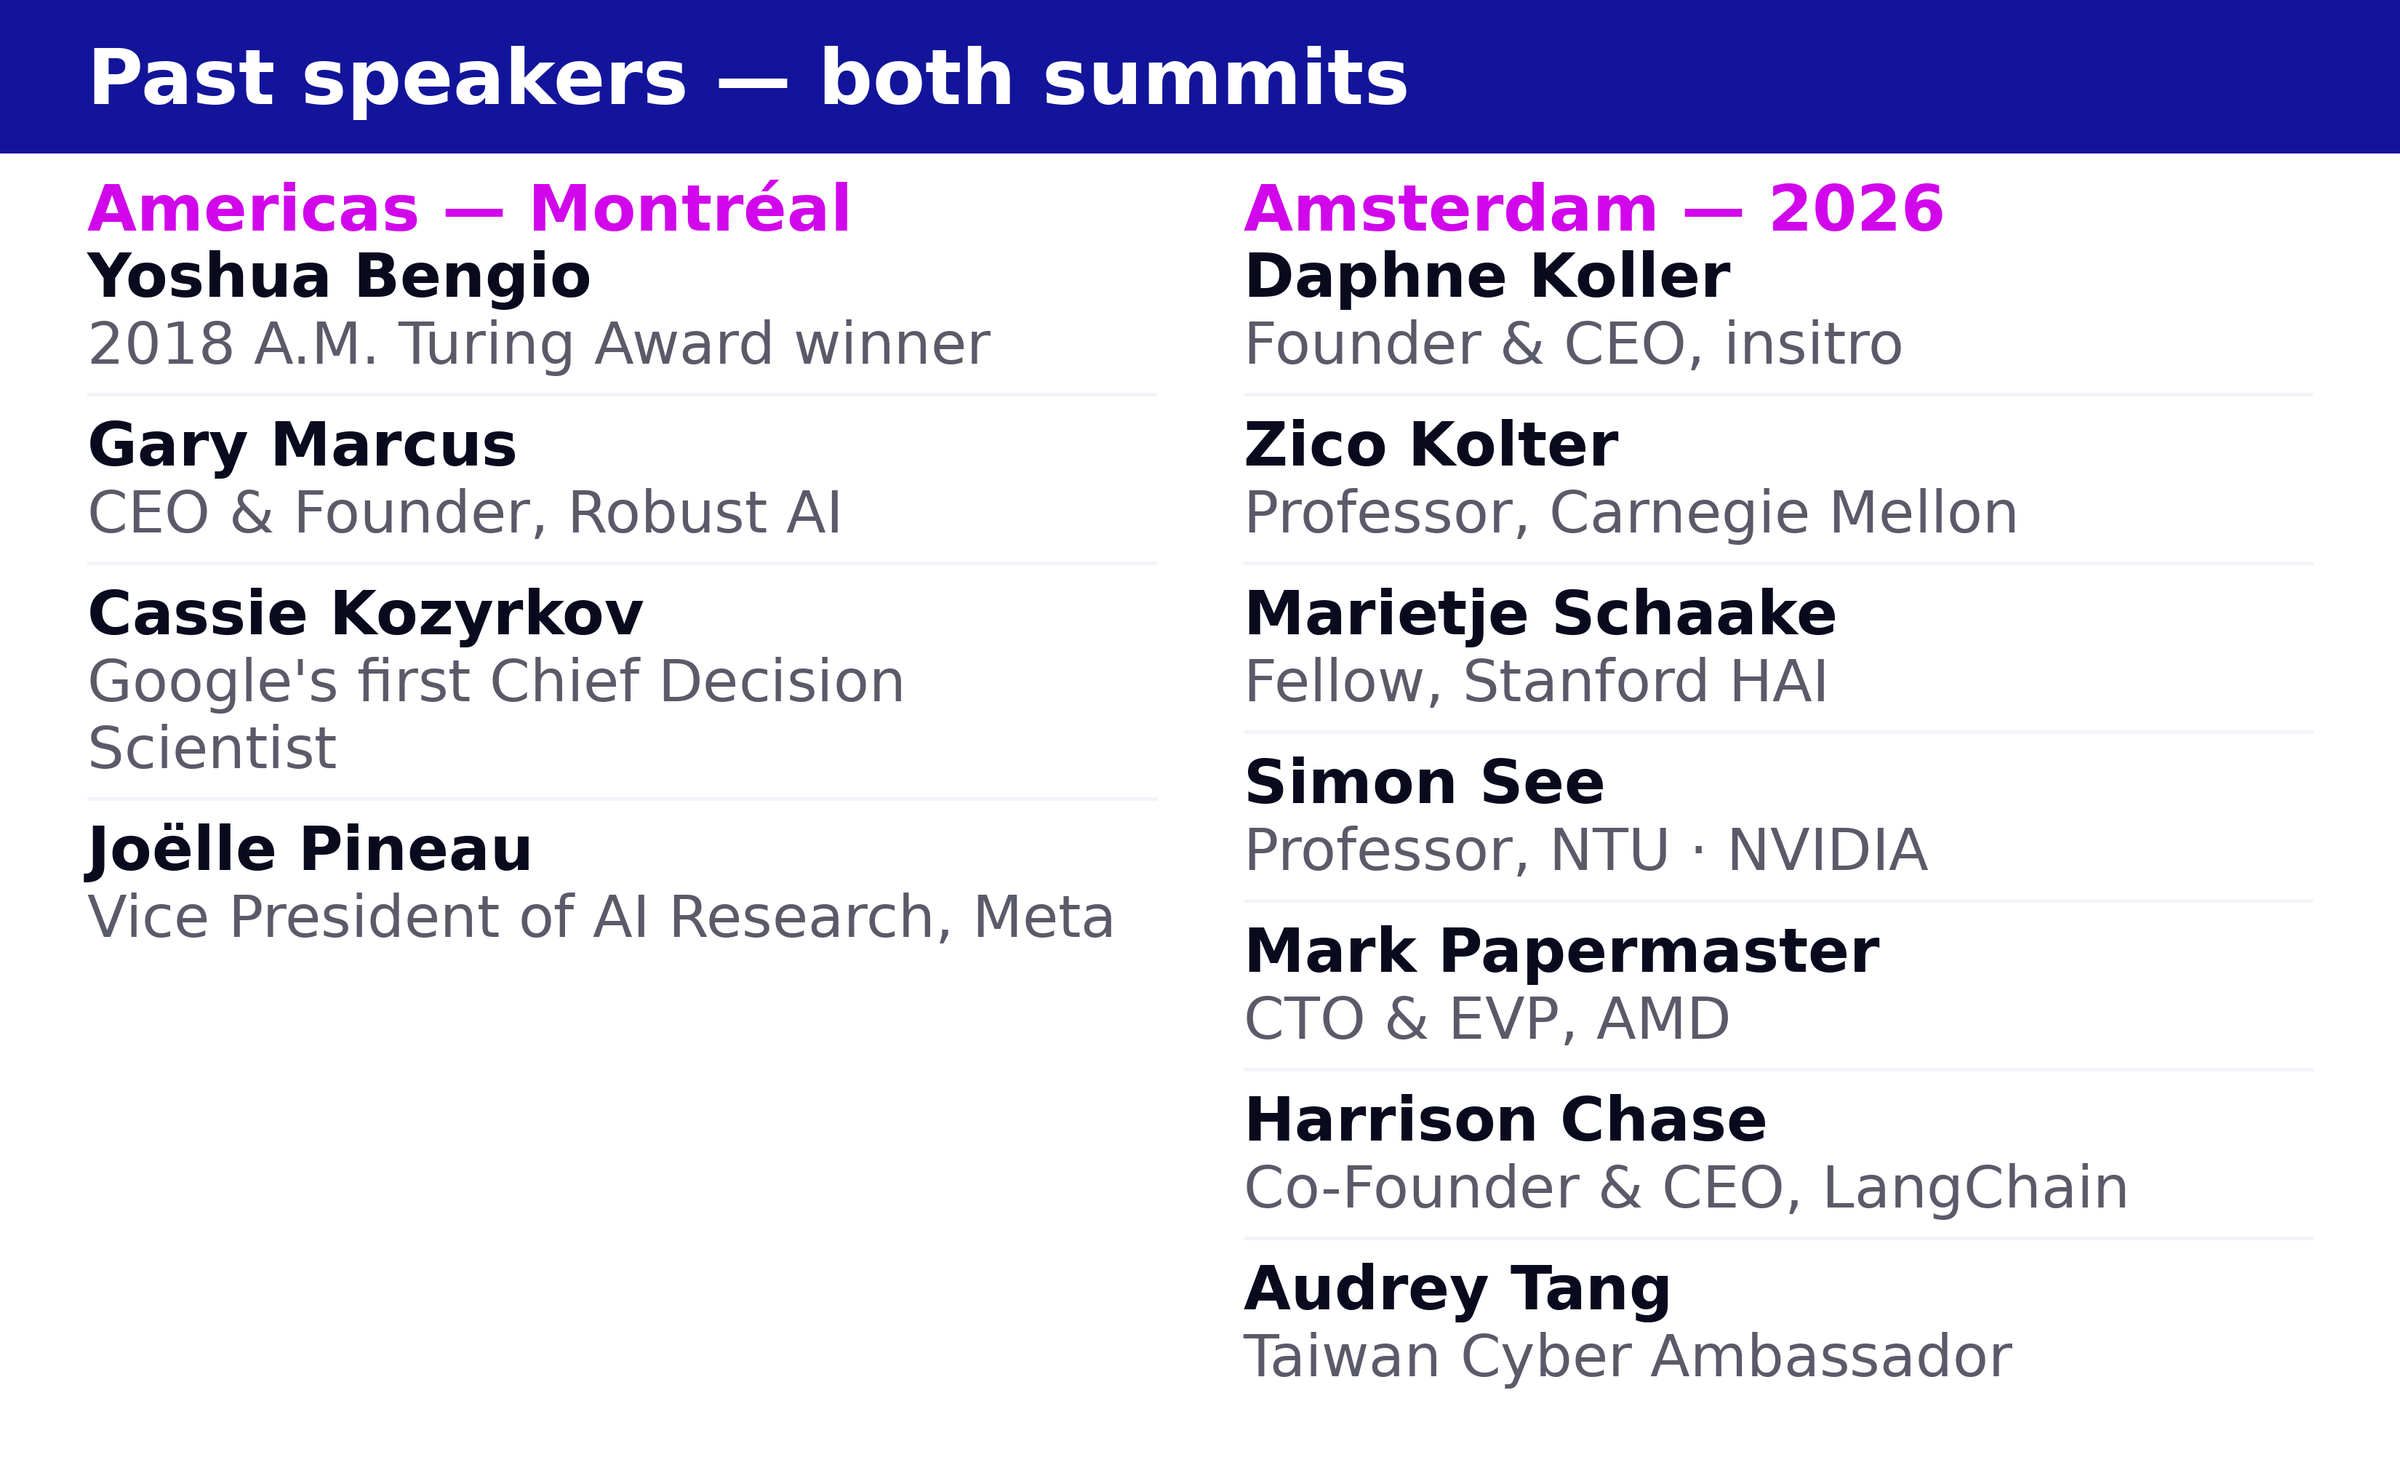 Past speakers — both summits
Americas — Montréal
Yoshua Bengio
2018 A.M. Turing Award winner
Gary Marcus
CEO & Founder, Robust AI
Cassie Kozyrkov
Google's first Chief Decision
Scientist
Joëlle Pineau
Vice President of AI Research, Meta
Amsterdam — 2026
Daphne Koller
Founder & CEO, insitro
Zico Kolter
Professor, Carnegie Mellon
Marietje Schaake
Fellow, Stanford HAI
Simon See
Professor, NTU · NVIDIA
Mark Papermaster
CTO & EVP, AMD
Harrison Chase
Co-Founder & CEO, LangChain
Audrey Tang
Taiwan Cyber Ambassador